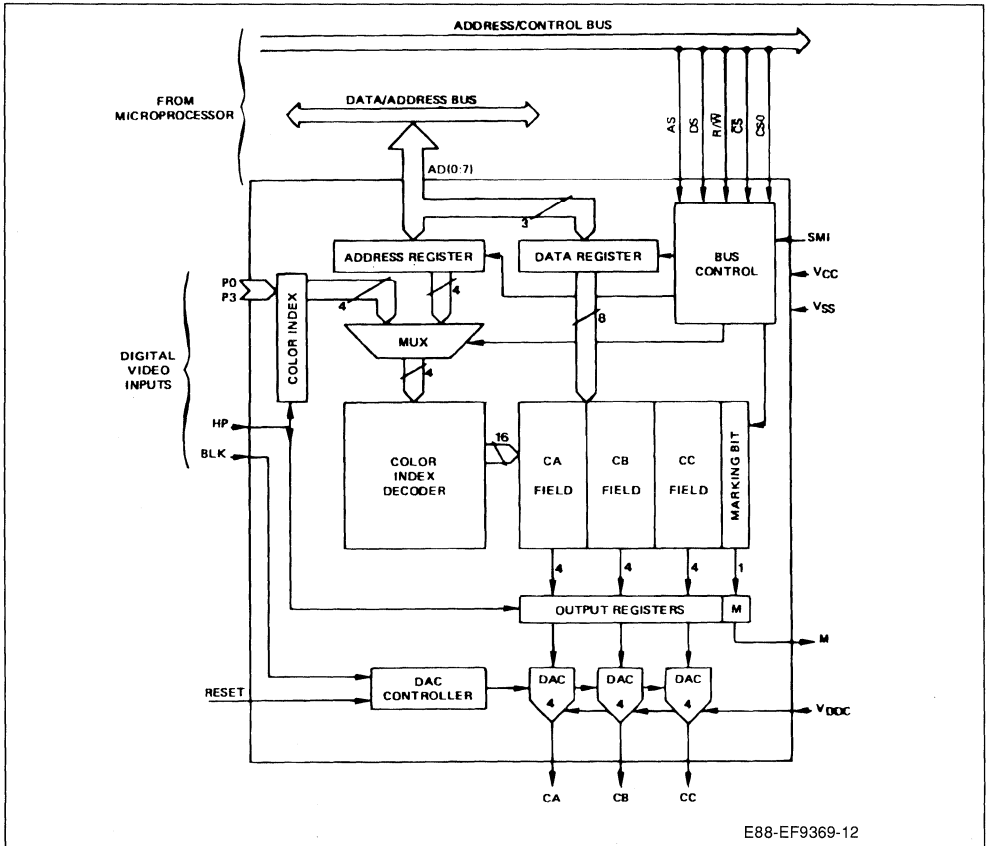 ADDRESS/CONTROL BUS
FROM
MICROPROCESSOR
DATA/ADDRESS BUS
AS
DS
R/W̅
C̅S̅
CS0
AD(0:7)
3
ADDRESS REGISTER
DATA REGISTER
BUS
CONTROL
SMI
VCC
VSS
P0
P3
COLOR INDEX
4
4
8
MUX
4
DIGITAL
VIDEO
INPUTS
HP
BLK
COLOR
INDEX
DECODER
16
CA
FIELD
CB
FIELD
CC
FIELD
MARKING BIT
4
4
4
1
OUTPUT REGISTERS
M
M
RESET
DAC
CONTROLLER
DAC
4
DAC
4
DAC
4
VDDC
CA
CB
CC
E88-EF9369-12